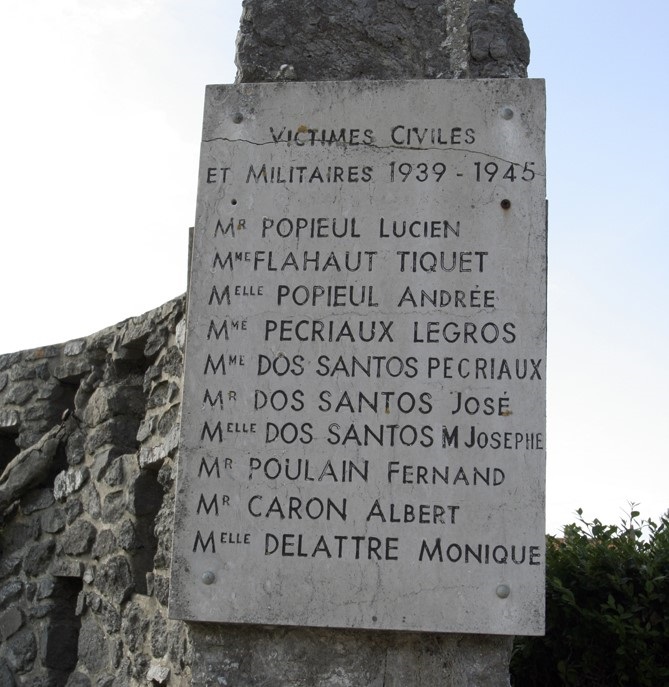 VICTIMES CIVILES
ET MILITAIRES 1939-1945
MR POPIEUL LUCIEN
MME FLAHAUT TIQUET
MELLE POPIEUL ANDRÉE
MME PECRIAUX LEGROS
MME DOS SANTOS PECRIAUX
MR DOS SANTOS JOSÉ
MELLE DOS SANTOS M JOSEPHE
MR POULAIN FERNAND
MR CARON ALBERT
MELLE DELATTRE MONIQUE